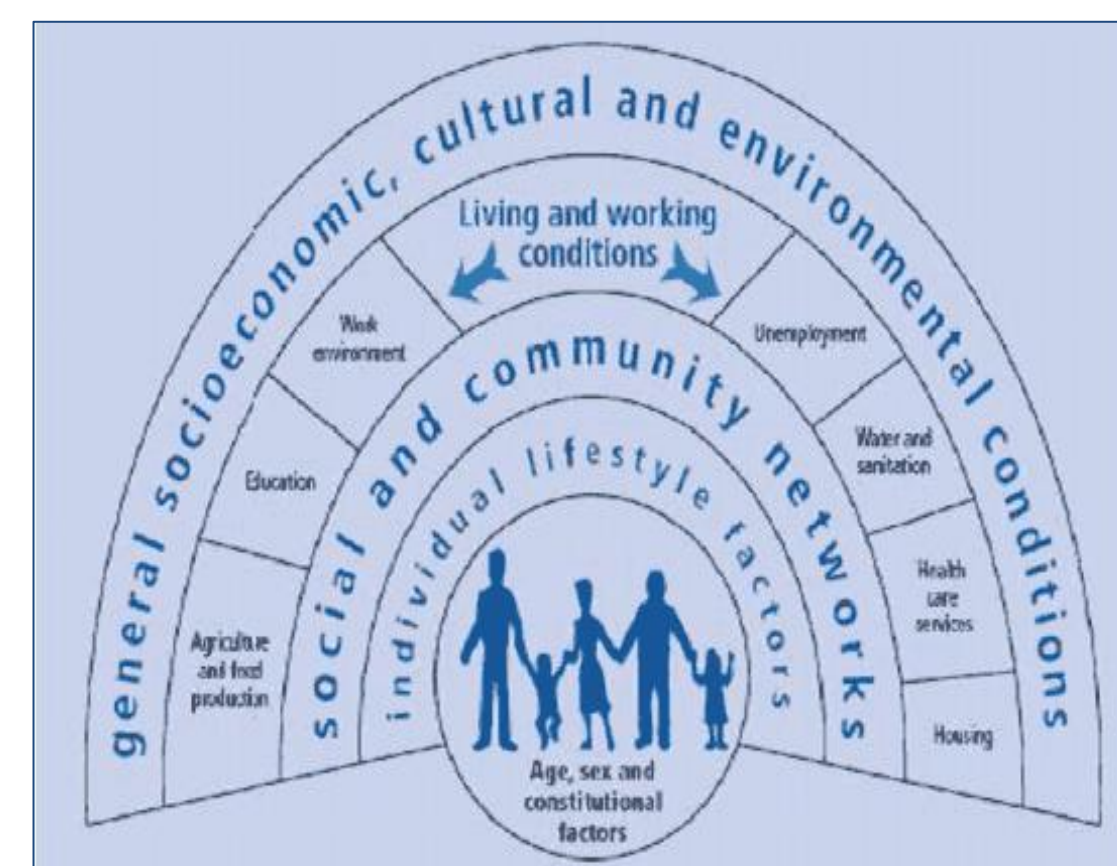 general socioeconomic, cultural and environmental conditions
Living and working
conditions
Work
environment
Education
Agriculture
and food
production
Unemployment
Water and
sanitation
Health
care
services
Housing
social and community networks
individual lifestyle factors
Age, sex and
constitutional
factors